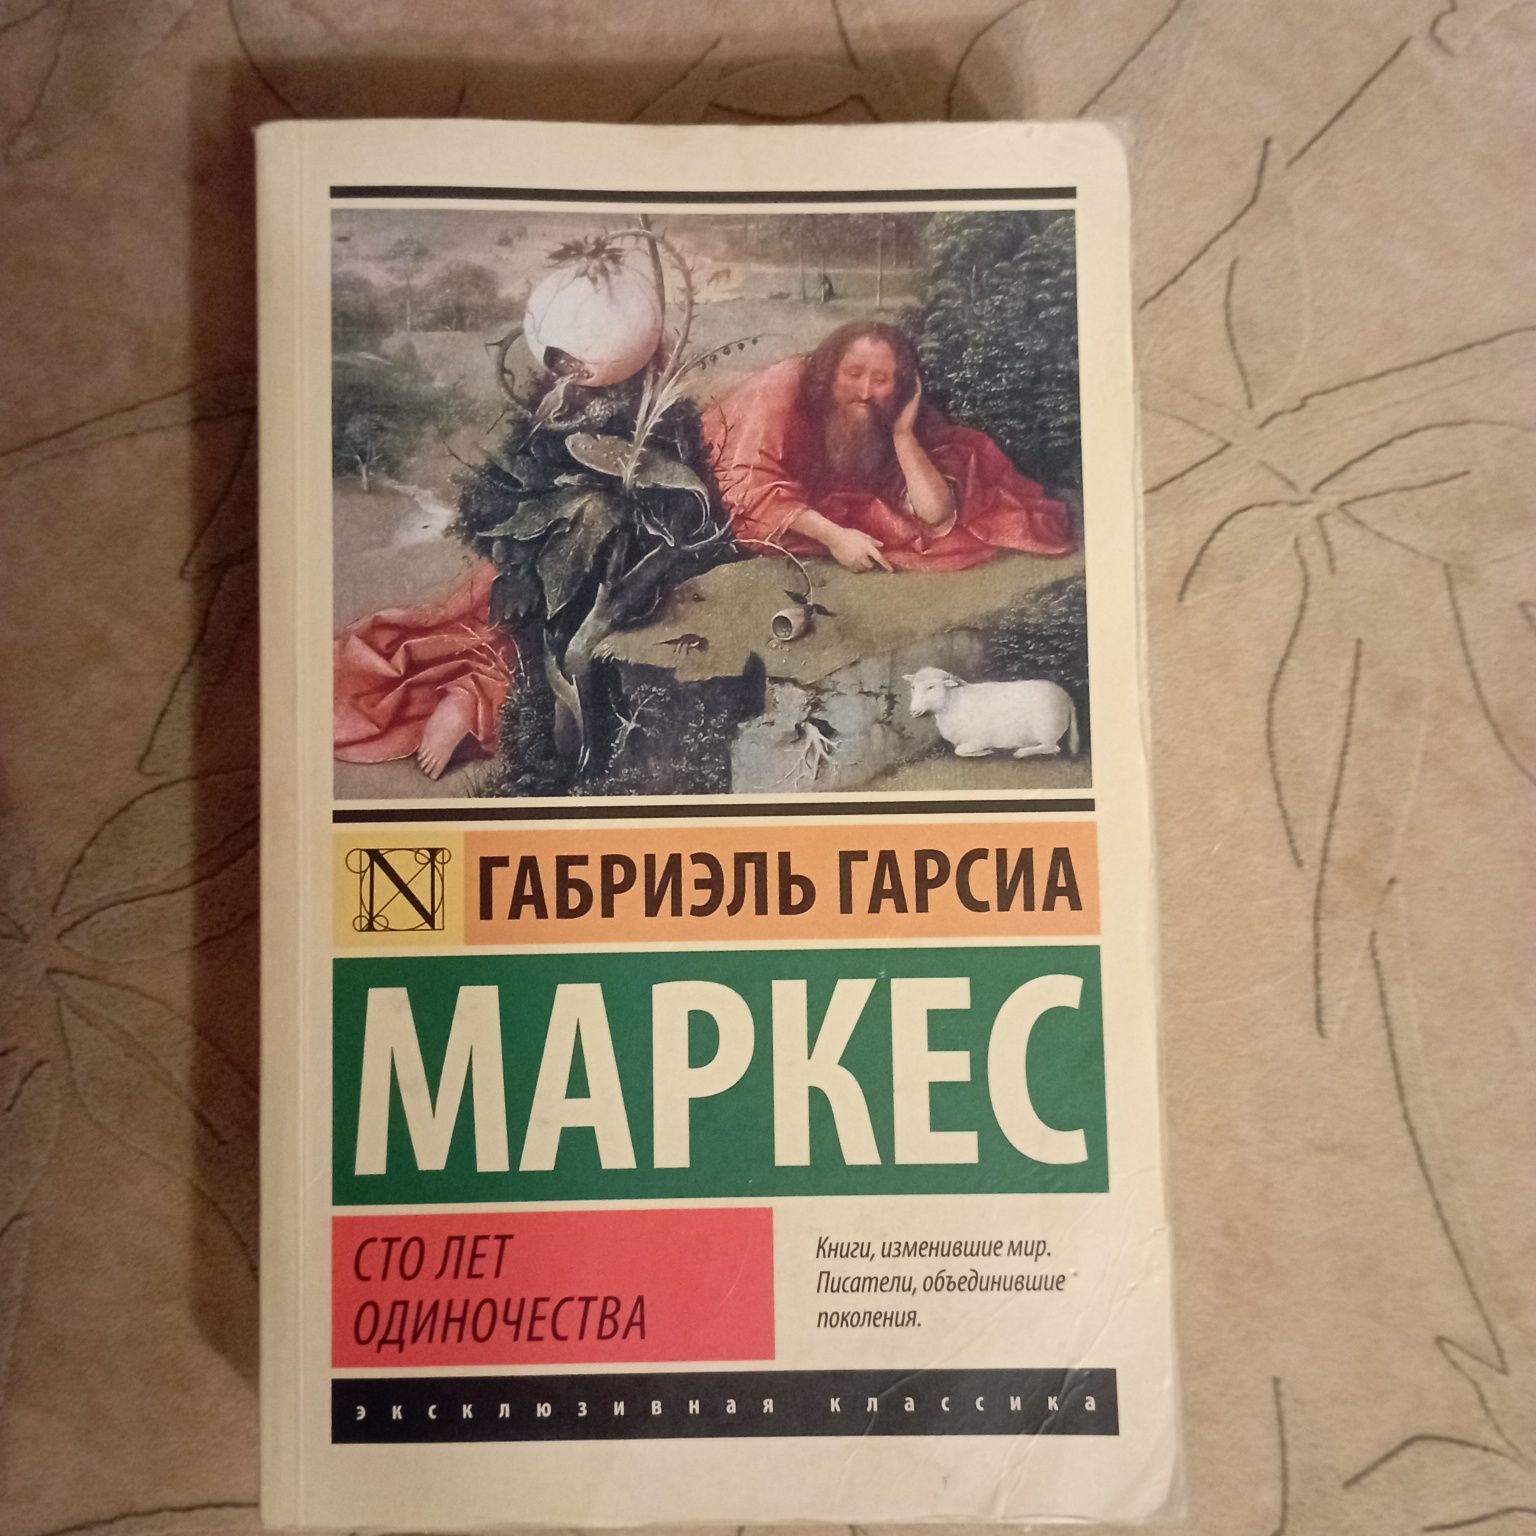 N ГАБРИЭЛЬ ГАРСИА
МАРКЕС
СТО ЛЕТ
ОДИНОЧЕСТВА
Книги, изменившие мир.
Писатели, объединившие
поколения.
эксклюзивная классика